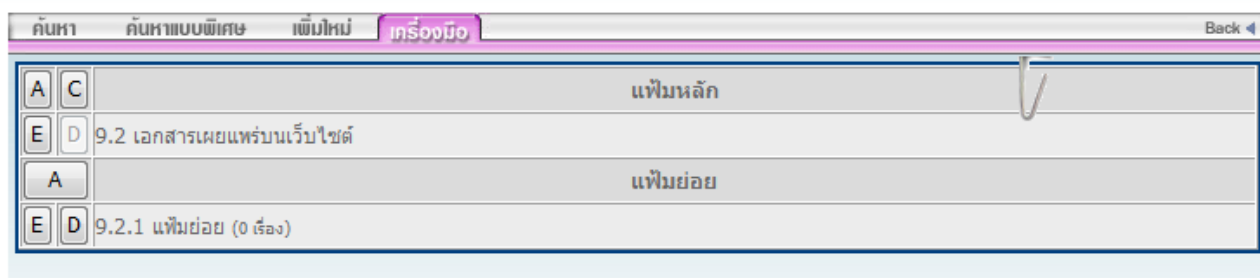 ค้นหา ค้นหาแบบพิเศษ เพิ่มใหม่ เครื่องมือ Back
A C แฟ้มหลัก
E D 9.2 เอกสารเผยแพร่บนเว็บไซต์
A แฟ้มย่อย
E D 9.2.1 แฟ้มย่อย (0 เรื่อง)